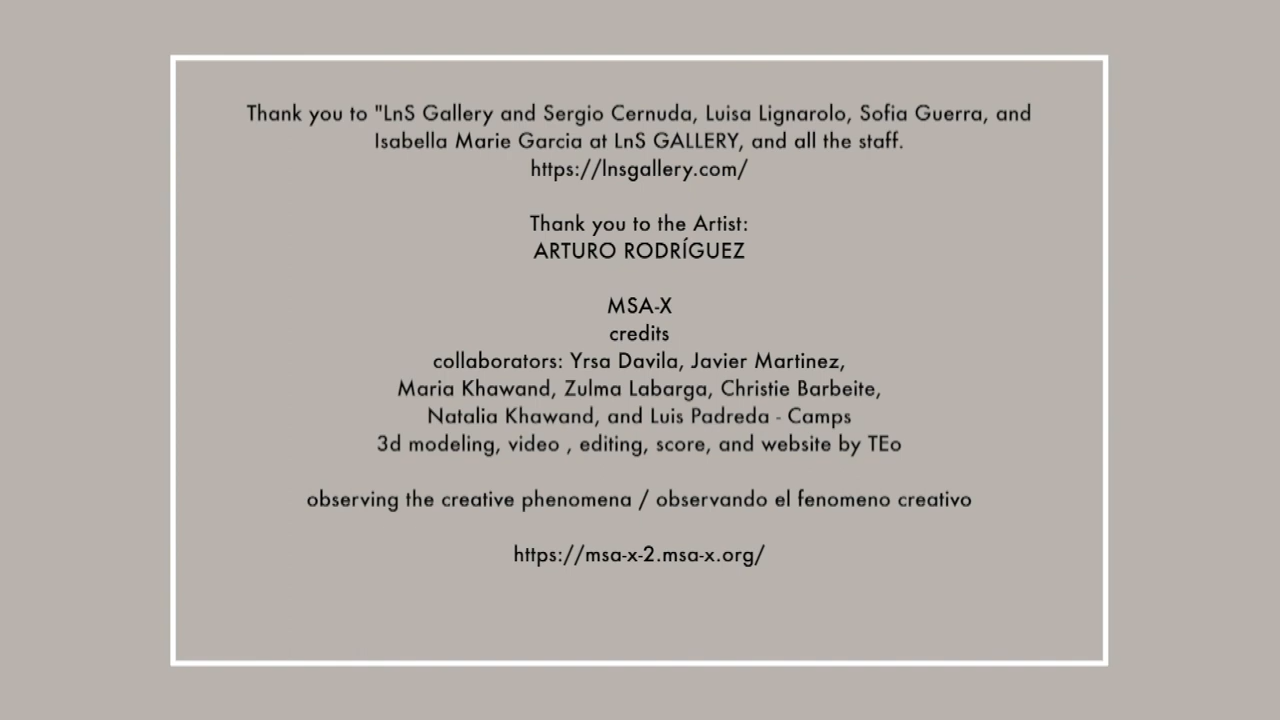 Thank you to "LnS Gallery and Sergio Cernuda, Luisa Lignarolo, Sofia Guerra, and
Isabella Marie Garcia at LnS GALLERY, and all the staff.
https://lnsgallery.com/
Thank you to the Artist:
ARTURO RODRÍGUEZ
MSA-X
credits
collaborators: Yrsa Davila, Javier Martinez,
Maria Khawand, Zulma Labarga, Christie Barbeite,
Natalia Khawand, and Luis Padreda - Camps
3d modeling, video , editing, score, and website by TEo
observing the creative phenomena / observando el fenomeno creativo
https://msa-x-2.msa-x.org/